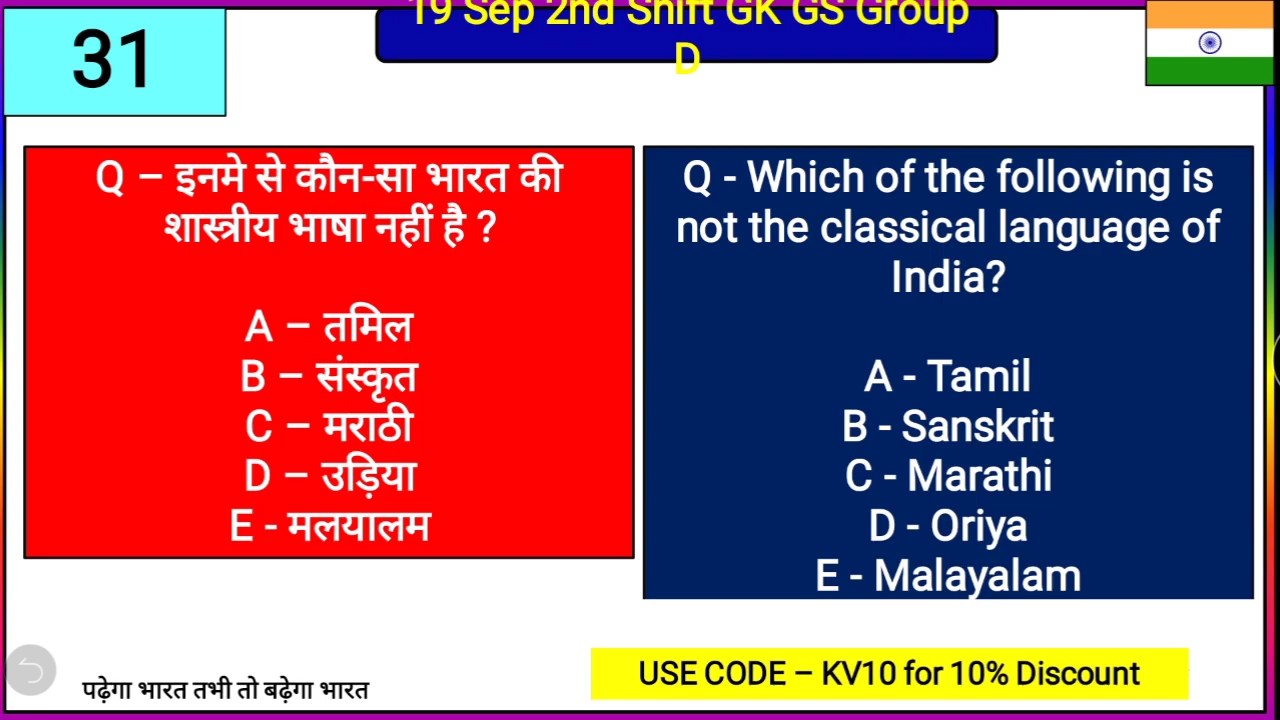 31
19 Sep 2nd Shift GK GS Group
D
Q – इनमे से कौन-सा भारत की
शास्त्रीय भाषा नहीं है ?
A – तमिल
B – संस्कृत
C – मराठी
D – उड़िया
E - मलयालम
Q - Which of the following is
not the classical language of
India?
A - Tamil
B - Sanskrit
C - Marathi
D - Oriya
E - Malayalam
पढ़ेगा भारत तभी तो बढ़ेगा भारत
USE CODE – KV10 for 10% Discount